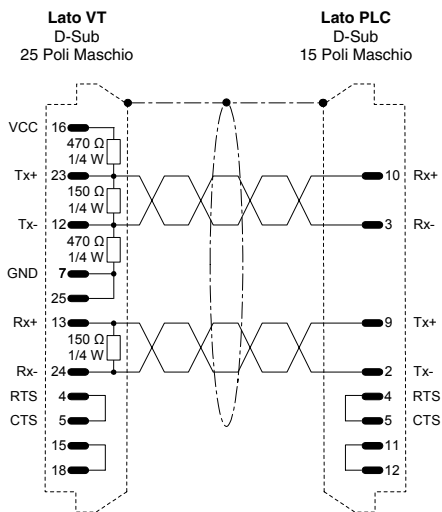 Lato VT
D-Sub
25 Poli Maschio
Lato PLC
D-Sub
15 Poli Maschio
VCC 16
470 Ω
1/4 W
Tx+ 23
10 Rx+
150 Ω
1/4 W
Tx- 12
3 Rx-
470 Ω
1/4 W
GND 7
25
Rx+ 13
9 Tx+
150 Ω
1/4 W
Rx- 24
2 Tx-
RTS 4
4 RTS
CTS 5
5 CTS
15
11
18
12